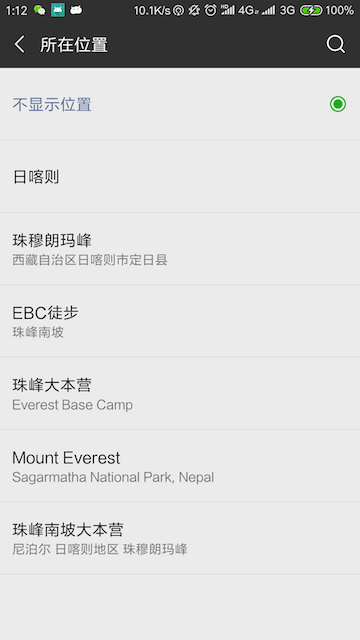 1:12 10.1K/s HD 4G 3G 100%
所在位置
不显示位置
日喀则
珠穆朗玛峰
西藏自治区日喀则市定日县
EBC徒步
珠峰南坡
珠峰大本营
Everest Base Camp
Mount Everest
Sagarmatha National Park, Nepal
珠峰南坡大本营
尼泊尔 日喀则地区 珠穆朗玛峰